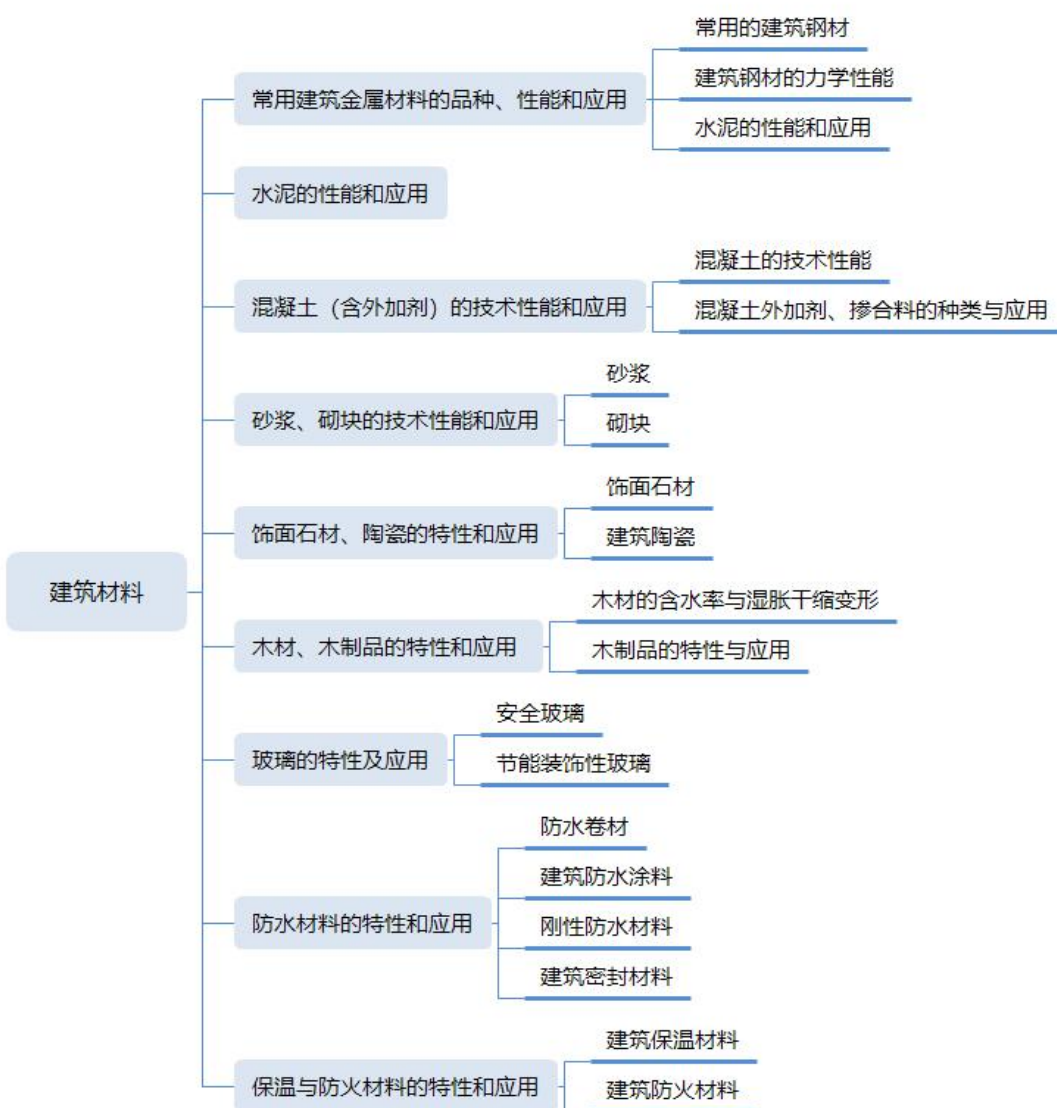 建筑材料
常用建筑金属材料的品种、性能和应用
常用的建筑钢材
建筑钢材的力学性能
水泥的性能和应用
水泥的性能和应用
混凝土（含外加剂）的技术性能和应用
混凝土的技术性能
混凝土外加剂、掺合料的种类与应用
砂浆、砌块的技术性能和应用
砂浆
砌块
饰面石材、陶瓷的特性和应用
饰面石材
建筑陶瓷
木材、木制品的特性和应用
木材的含水率与湿胀干缩变形
木制品的特性与应用
玻璃的特性及应用
安全玻璃
节能装饰性玻璃
防水材料的特性和应用
防水卷材
建筑防水涂料
刚性防水材料
建筑密封材料
保温与防火材料的特性和应用
建筑保温材料
建筑防火材料